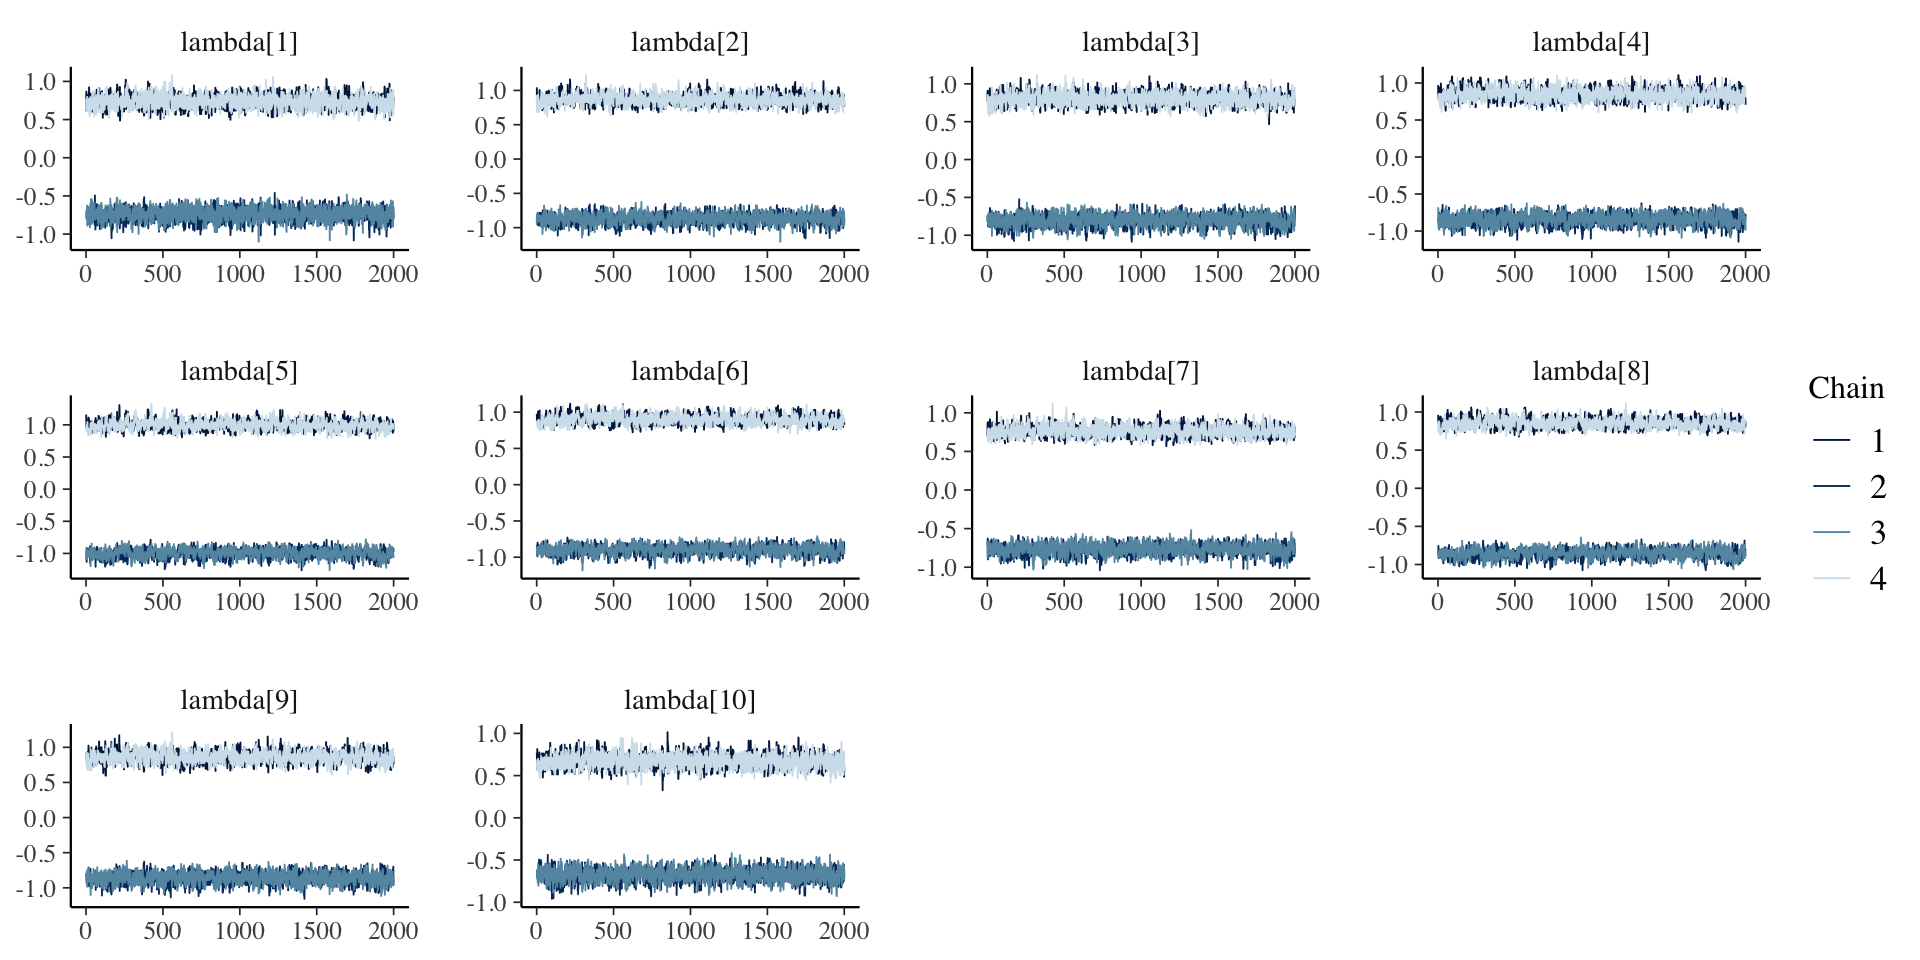 lambda[1] lambda[2] lambda[3] lambda[4]
1.0 1.0 1.0 1.0
0.5 0.5 0.5 0.5
0.0 0.0 0.0 0.0
-0.5 -0.5 -0.5 -0.5
-1.0 -1.0 -1.0 -1.0
0 500 1000 1500 2000 0 500 1000 1500 2000 0 500 1000 1500 2000 0 500 1000 1500 2000
lambda[5] lambda[6] lambda[7] lambda[8]
1.0 1.0 1.0 1.0
0.5 0.5 0.5 0.5
0.0 0.0 0.0 0.0
-0.5 -0.5 -0.5 -0.5
-1.0 -1.0 -1.0 -1.0
0 500 1000 1500 2000 0 500 1000 1500 2000 0 500 1000 1500 2000 0 500 1000 1500 2000
Chain
1
2
3
4
lambda[9] lambda[10]
1.0 1.0
0.5 0.5
0.0 0.0
-0.5 -0.5
-1.0 -1.0
0 500 1000 1500 2000 0 500 1000 1500 2000